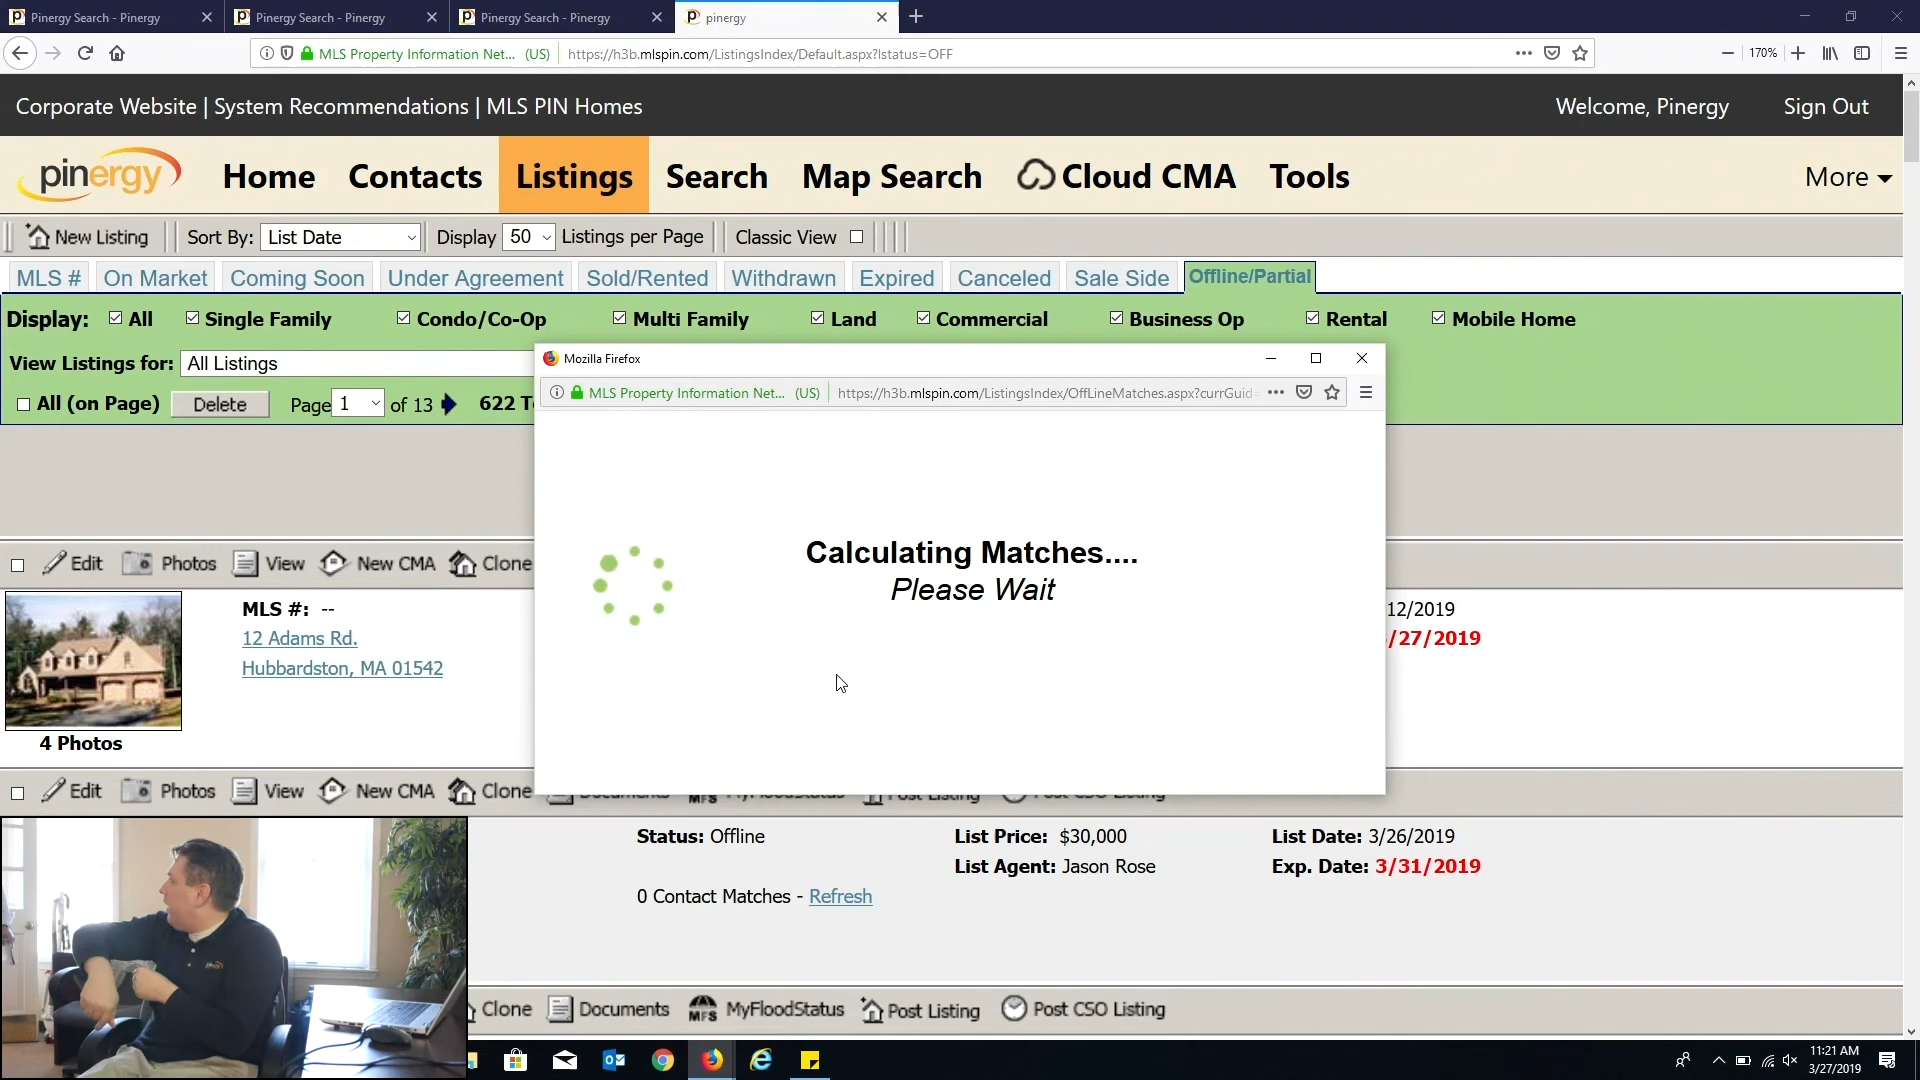 Pinergy Search - Pinergy
Pinergy Search - Pinergy
Pinergy Search - Pinergy
pinergy
MLS Property Information Net... (US) https://h3b.mlspin.com/ListingsIndex/Default.aspx?lstatus=OFF
170%
Corporate Website | System Recommendations | MLS PIN Homes
Welcome, Pinergy Sign Out
pinergy Home Contacts Listings Search Map Search Cloud CMA Tools More
New Listing Sort By: List Date Display 50 Listings per Page Classic View
MLS # On Market Coming Soon Under Agreement Sold/Rented Withdrawn Expired Canceled Sale Side Offline/Partial
Display: All Single Family Condo/Co-Op Multi Family Land Commercial Business Op Rental Mobile Home
View Listings for: All Listings
All (on Page) Delete Page 1 of 13 622 T
Mozilla Firefox
MLS Property Information Net... (US) https://h3b.mlspin.com/ListingsIndex/OffLineMatches.aspx?currGuid=
Calculating Matches....
Please Wait
Edit Photos View New CMA Clone
MLS #: --
12 Adams Rd.
Hubbardston, MA 01542
4 Photos
12/2019
/27/2019
Edit Photos View New CMA Clone Documents MyFloodStatus Post Listing Post CSO Listing
Status: Offline List Price: $30,000 List Date: 3/26/2019
List Agent: Jason Rose Exp. Date: 3/31/2019
0 Contact Matches - Refresh
Clone Documents MFS MyFloodStatus Post Listing Post CSO Listing
11:21 AM
3/27/2019